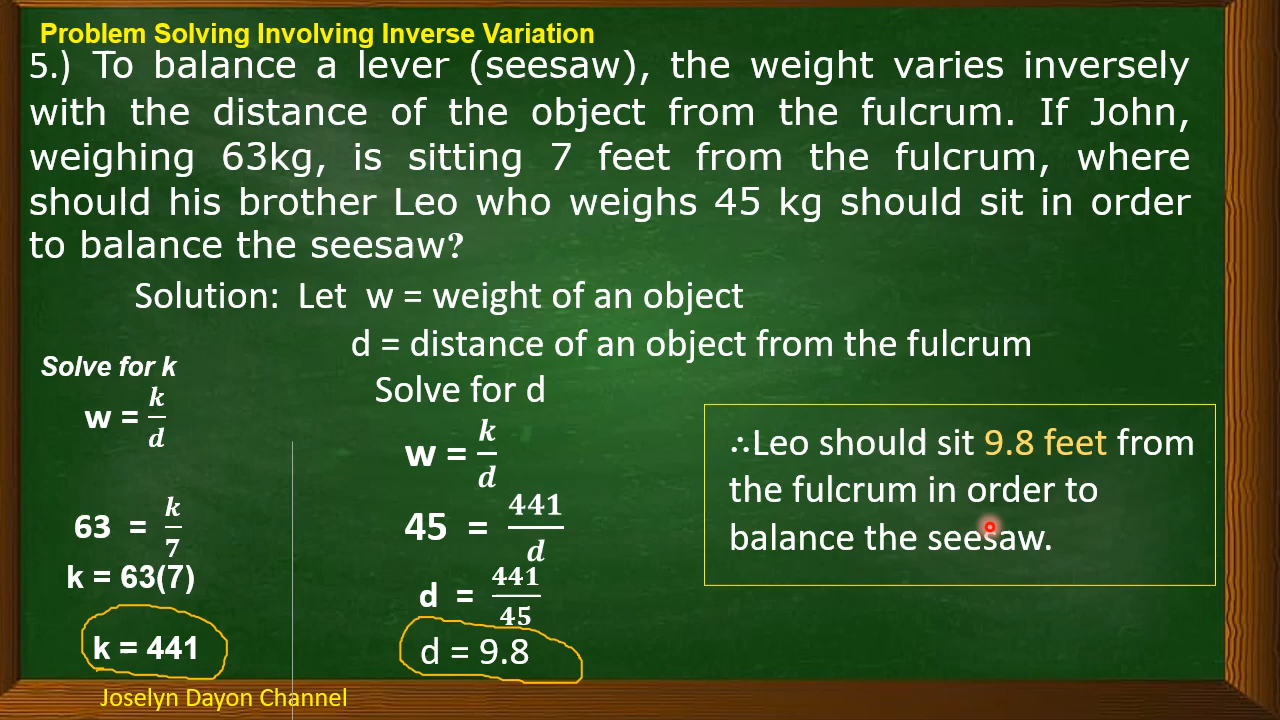 Problem Solving Involving Inverse Variation
5.) To balance a lever (seesaw), the weight varies inversely
with the distance of the object from the fulcrum. If John,
weighing 63kg, is sitting 7 feet from the fulcrum, where
should his brother Leo who weighs 45 kg should sit in order
to balance the seesaw?
Solution: Let w = weight of an object
d = distance of an object from the fulcrum
Solve for k
w = k/d
63 = k/7
k = 63(7)
k = 441
Solve for d
w = k/d
45 = 441/d
d = 441/45
d = 9.8
∴Leo should sit 9.8 feet from
the fulcrum in order to
balance the seesaw.
Joselyn Dayon Channel